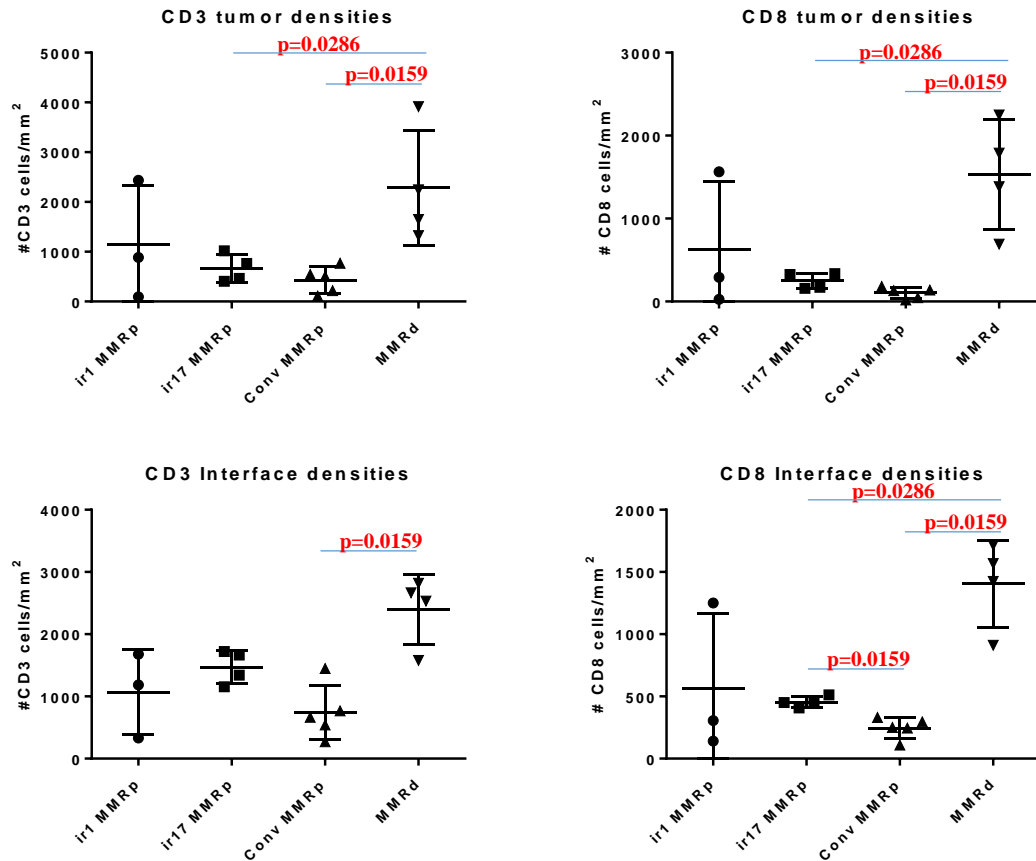 CD3 tumor densities
p=0.0286
p=0.0159
#CD3 cells/mm²
5000
4000
3000
2000
1000
0
ir1 MMRp
ir17 MMRp
Conv MMRp
MMRd
CD8 tumor densities
p=0.0286
p=0.0159
# CD8 cells/mm²
3000
2000
1000
0
ir1 MMRp
ir17 MMRp
Conv MMRp
MMRd
CD3 Interface densities
p=0.0159
#CD3 cells/mm²
4000
3000
2000
1000
0
ir1 MMRp
ir17 MMRp
Conv MMRp
MMRd
CD8 Interface densities
p=0.0286
p=0.0159
p=0.0159
# CD8 cells/mm²
2000
1500
1000
500
0
ir1 MMRp
ir17 MMRp
Conv MMRp
MMRd